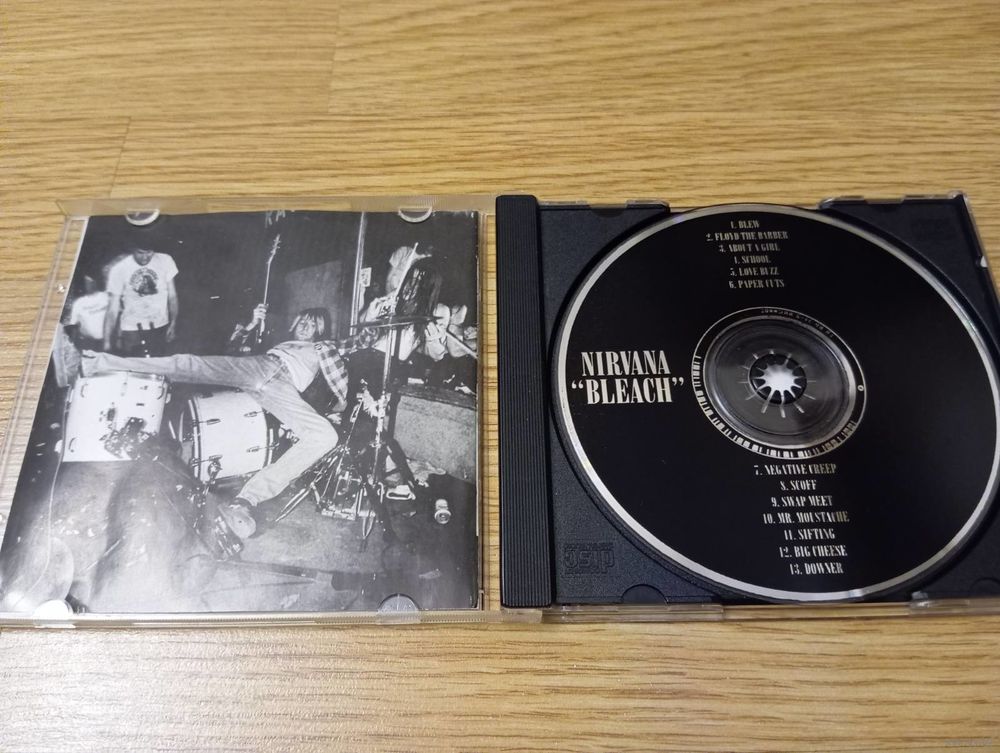 1. BLEW
2. FLOYD THE BARBER
3. ABOUT A GIRL
4. SCHOOL
5. LOVE BUZZ
6. PAPER CUTS
NIRVANA
“BLEACH”
7. NEGATIVE CREEP
8. SCOFF
9. SWAP MEET
10. MR. MOUSTACHE
11. SIFTING
12. BIG CHEESE
13. DOWNER